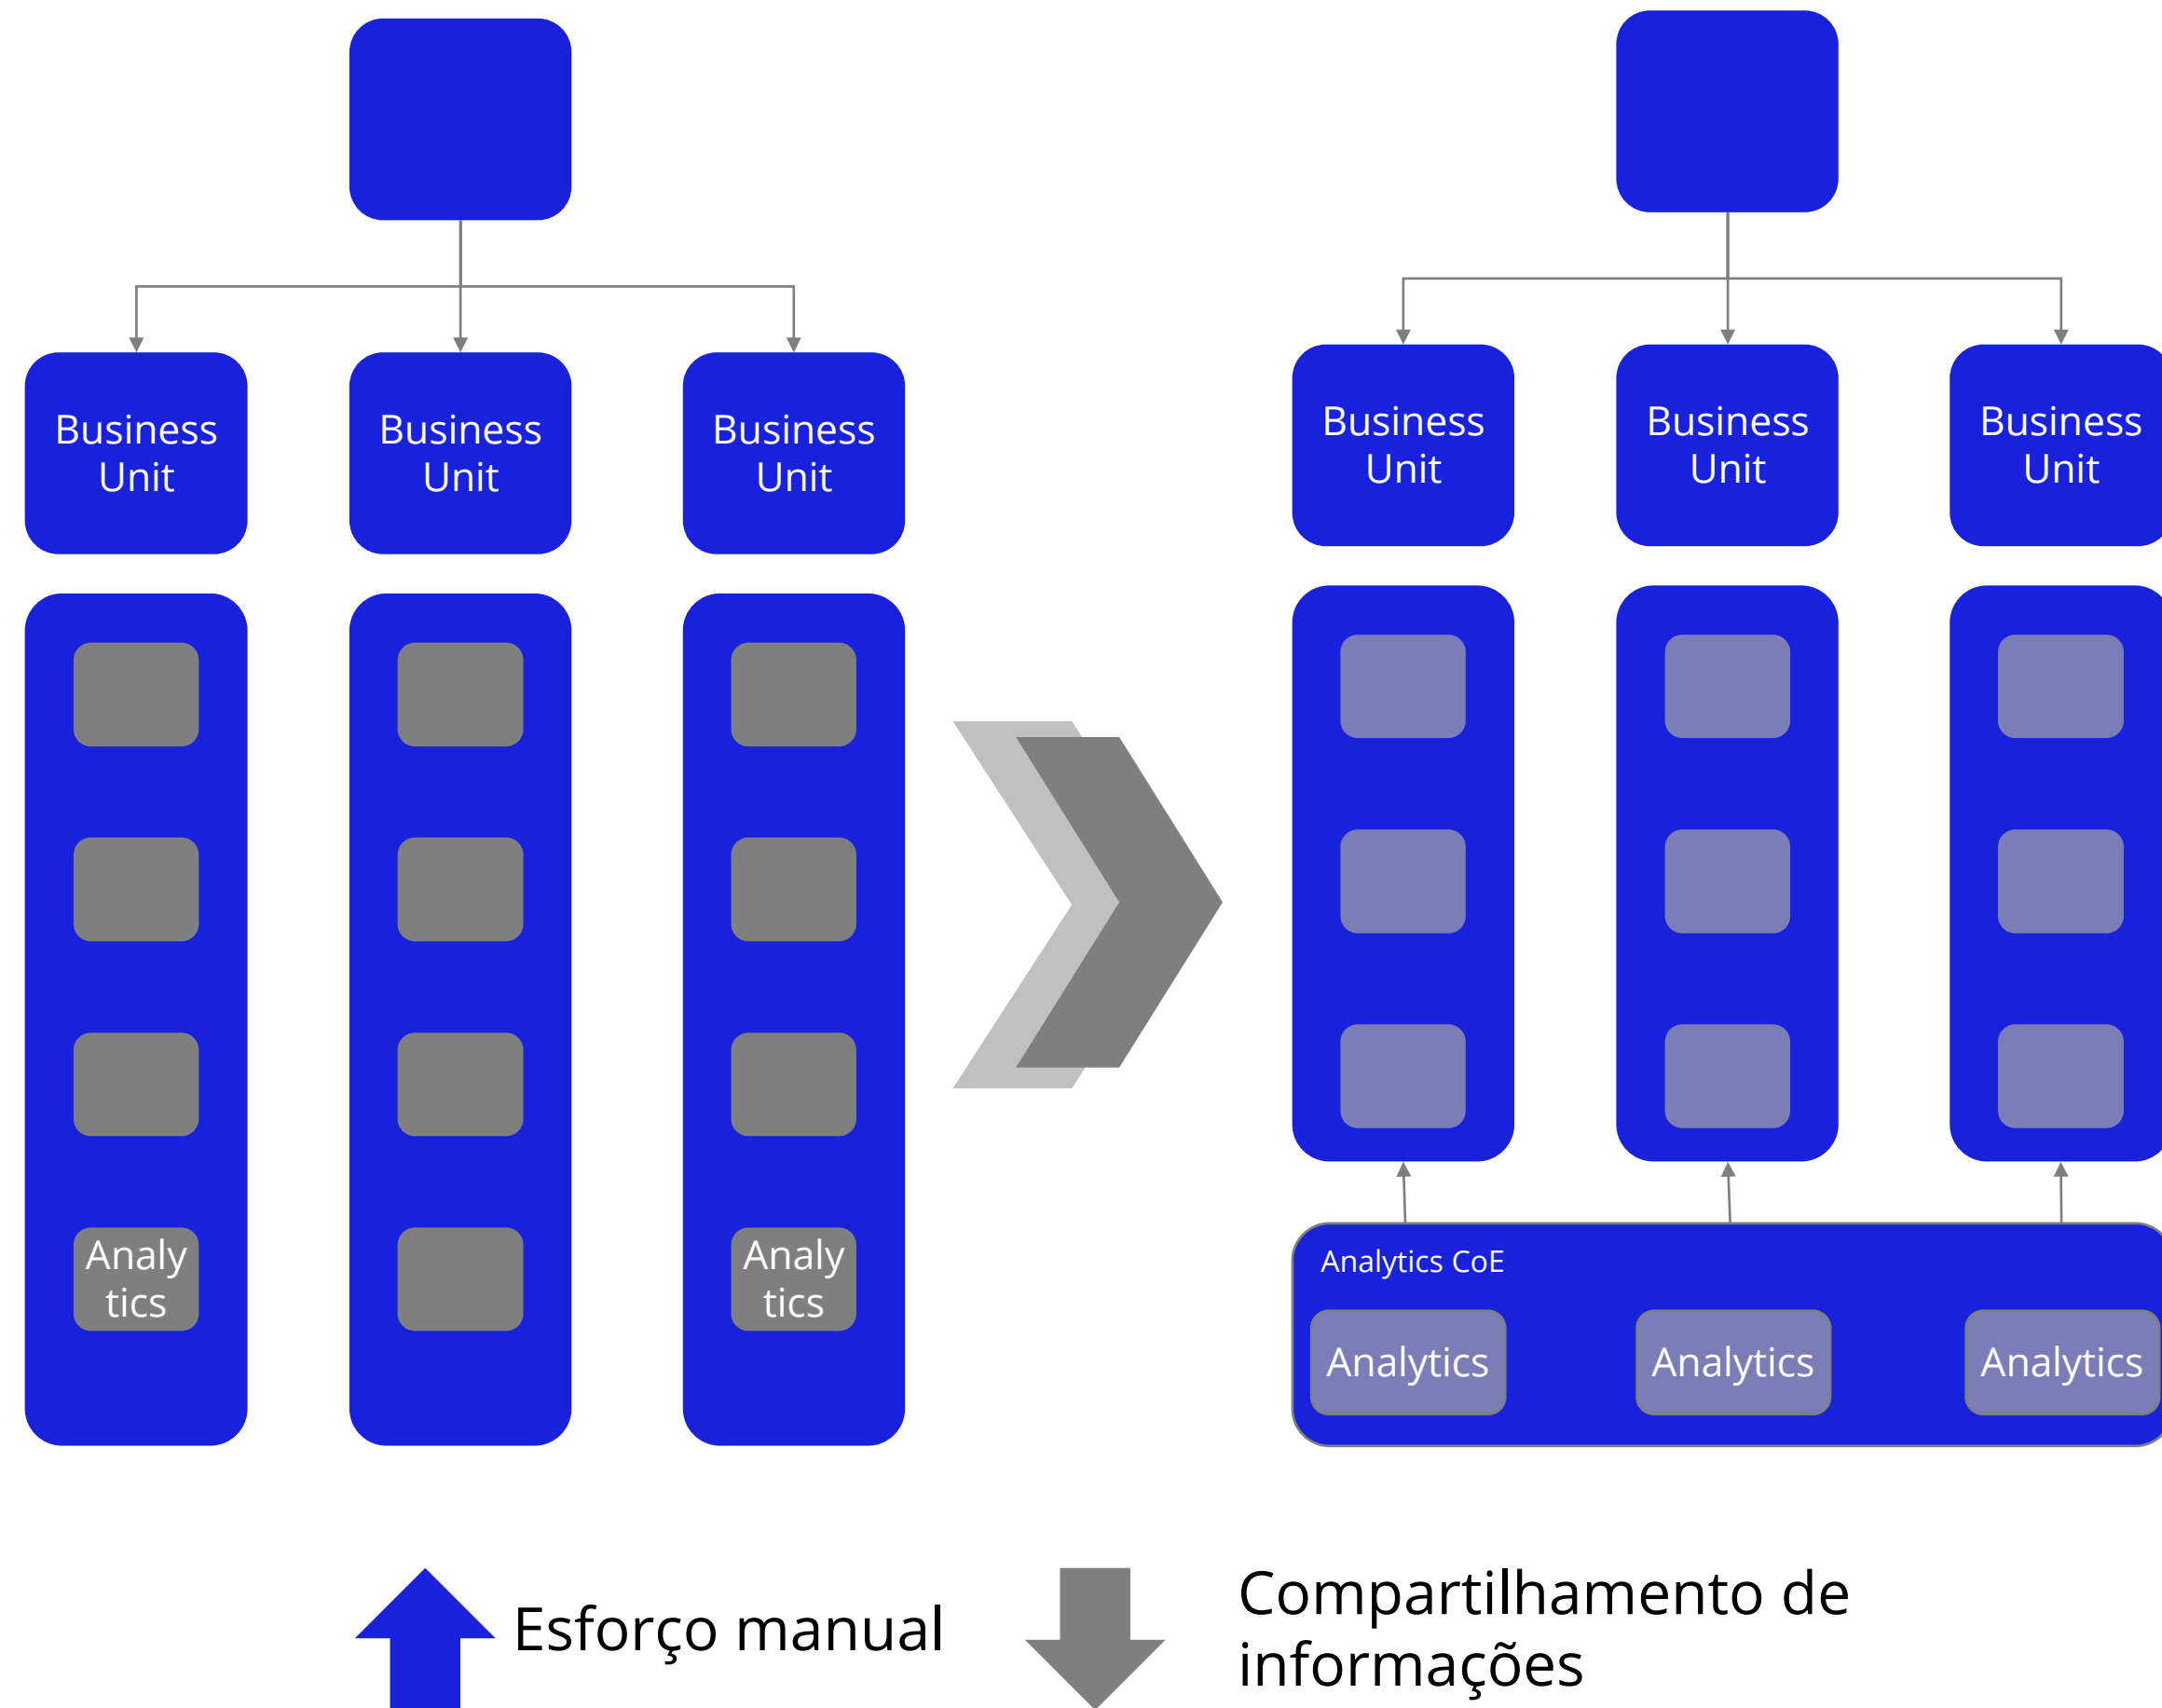 Business
Unit
Business
Unit
Business
Unit
Business
Unit
Business
Unit
Business
Unit
Analy
tics
Analy
tics
Analytics CoE
Analytics
Analytics
Analytics
Esforço manual
Compartilhamento de
informações